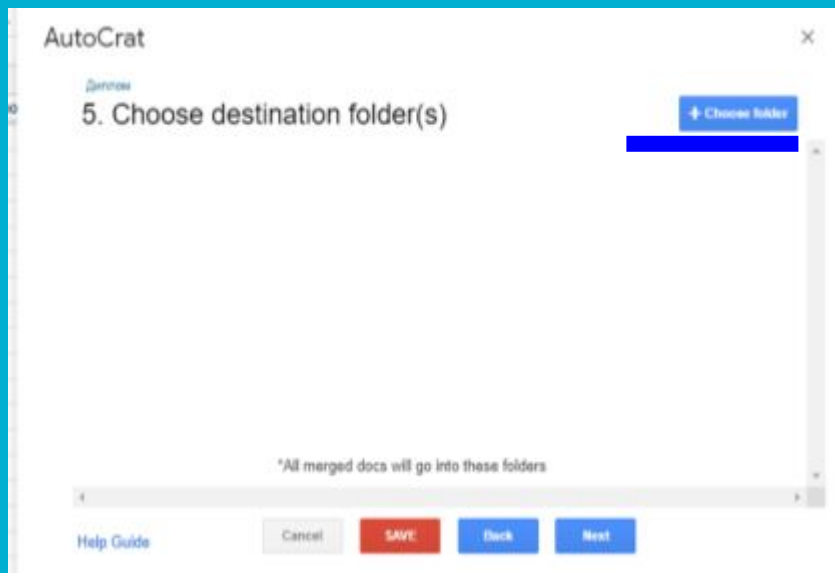 AutoCrat
×
Диплом
5. Choose destination folder(s)
+ Choose folder
*All merged docs will go into these folders
Help Guide
Cancel
SAVE
Back
Next